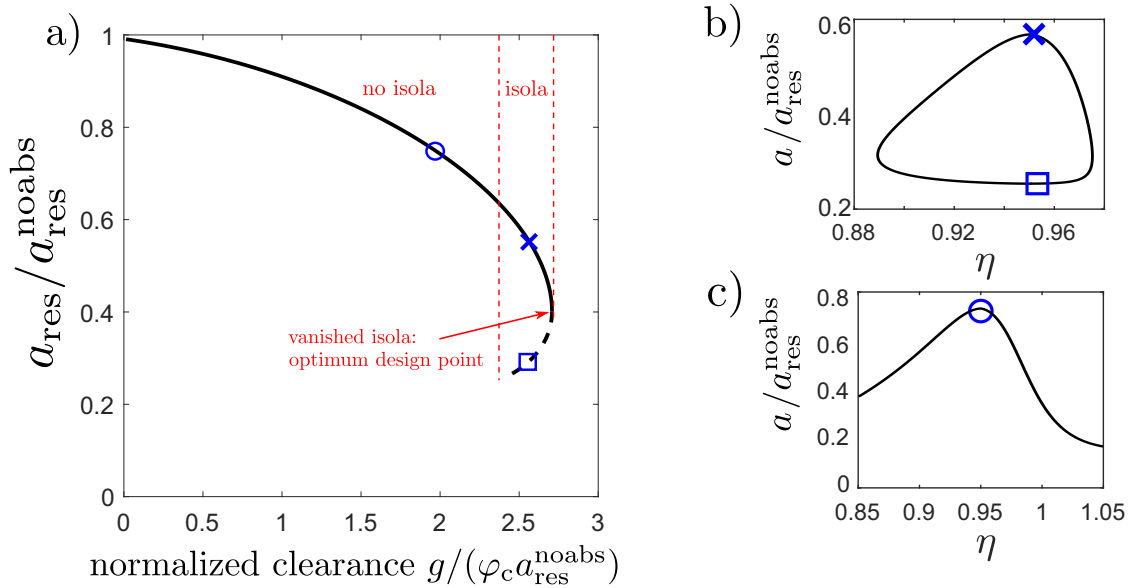 a)
a_res/a_res^noabs
1
0.8
0.6
0.4
0.2
0
no isola
isola
vanished isola:
optimum design point
0 0.5 1 1.5 2 2.5 3
normalized clearance g/(φ_c a_res^noabs)
b)
a/a_res^noabs
0.6
0.4
0.2
0.88 0.92 0.96
η
c)
a/a_res^noabs
0.8
0.6
0.4
0.2
0
0.85 0.9 0.95 1 1.05
η